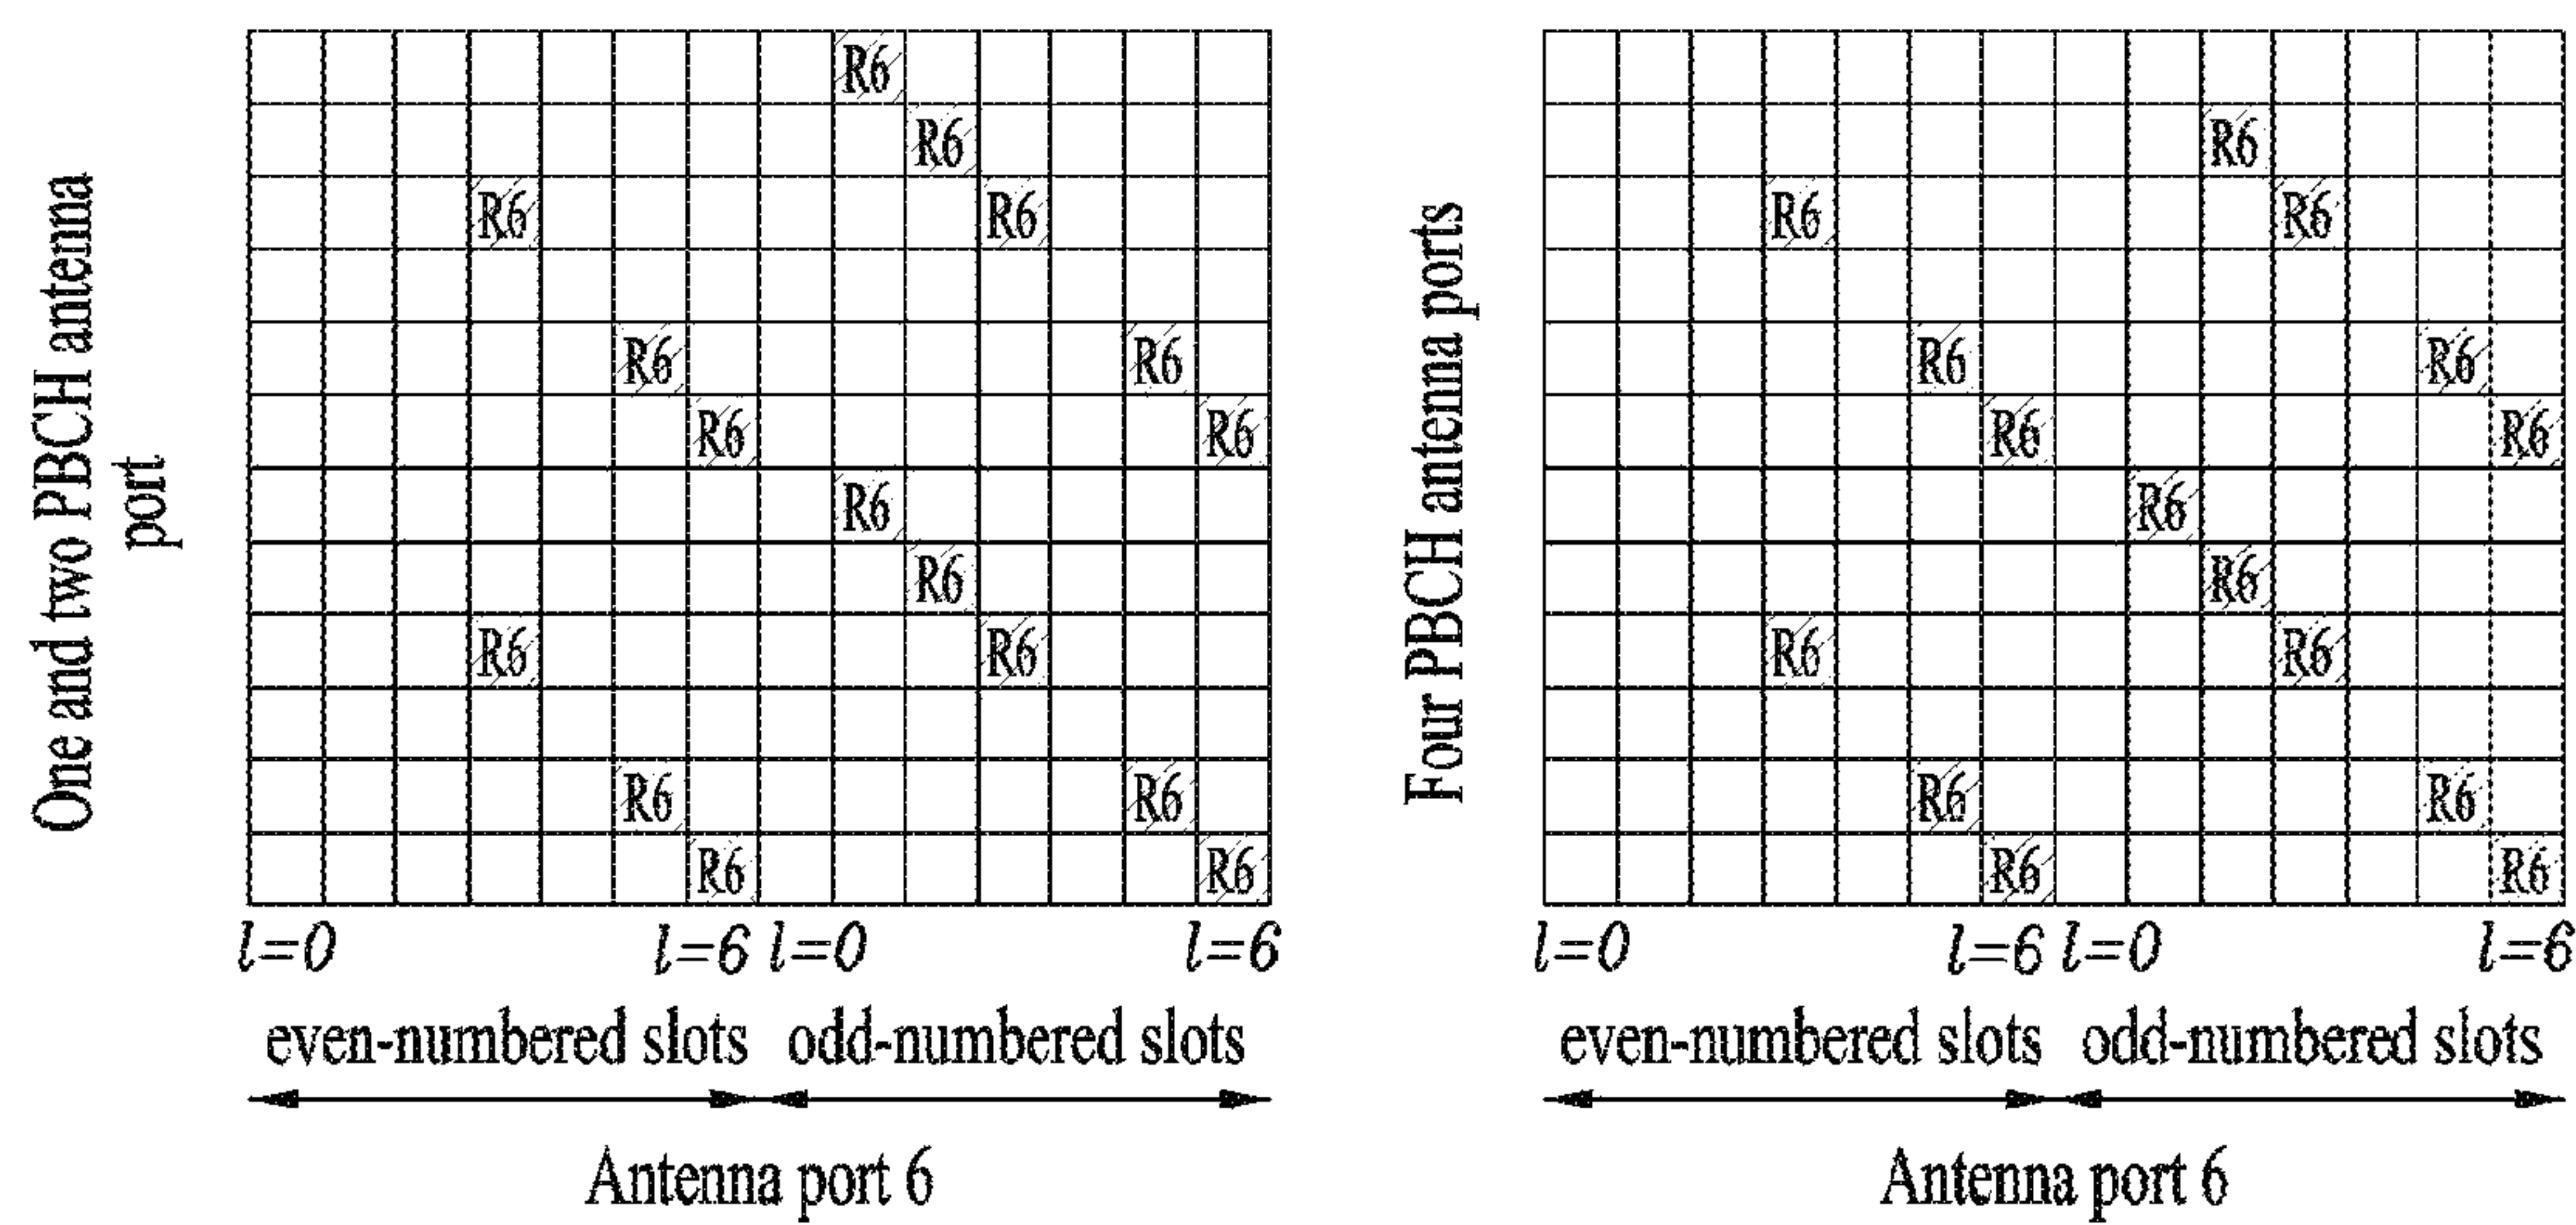 One and two PBCH antenna
port
R6
R6
R6 R6
R6 R6
R6 R6
R6
R6
R6 R6
R6 R6
R6 R6
l=0 l=6 l=0 l=6
even-numbered slots odd-numbered slots
Antenna port 6
Four PBCH antenna ports
R6
R6 R6
R6 R6
R6 R6
R6
R6
R6 R6
R6 R6
R6 R6
l=0 l=6 l=0 l=6
even-numbered slots odd-numbered slots
Antenna port 6